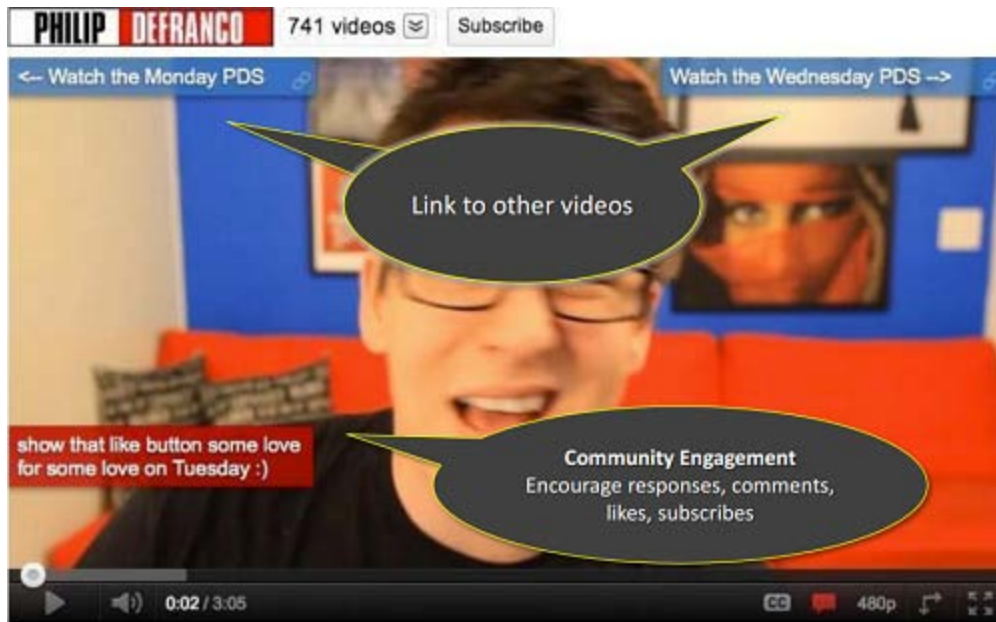 PHILIP DEFRANCO
741 videos
Subscribe
<-- Watch the Monday PDS
Watch the Wednesday PDS -->
Link to other videos
show that like button some love
for some love on Tuesday :)
Community Engagement
Encourage responses, comments,
likes, subscribes
0:02 / 3:05
CC
480p